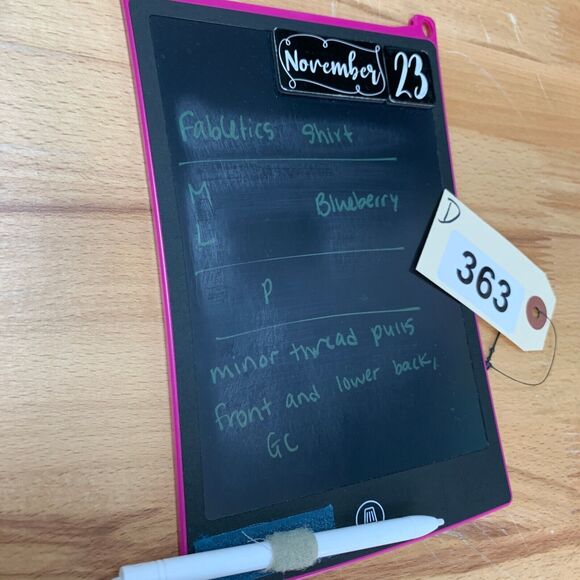 November 23
Fabletics Shirt
M Blueberry
L
P
minor thread pulls
front and lower back,
GC
D
363